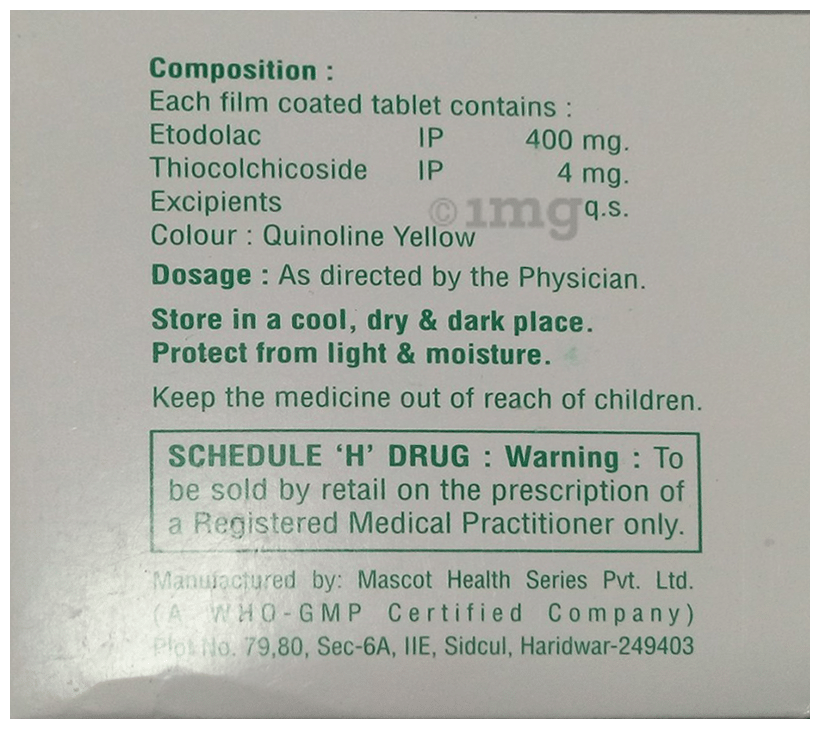 Composition :
Each film coated tablet contains :
Etodolac IP 400 mg.
Thiocolchicoside IP 4 mg.
Excipients q.s.
©1mg
Colour : Quinoline Yellow
Dosage : As directed by the Physician.
Store in a cool, dry & dark place.
Protect from light & moisture.
Keep the medicine out of reach of children.
SCHEDULE 'H' DRUG : Warning : To
be sold by retail on the prescription of
a Registered Medical Practitioner only.
Manufactured by: Mascot Health Series Pvt. Ltd.
(A WHO-GMP Certified Company)
Plot No. 79,80, Sec-6A, IIE, Sidcul, Haridwar-249403